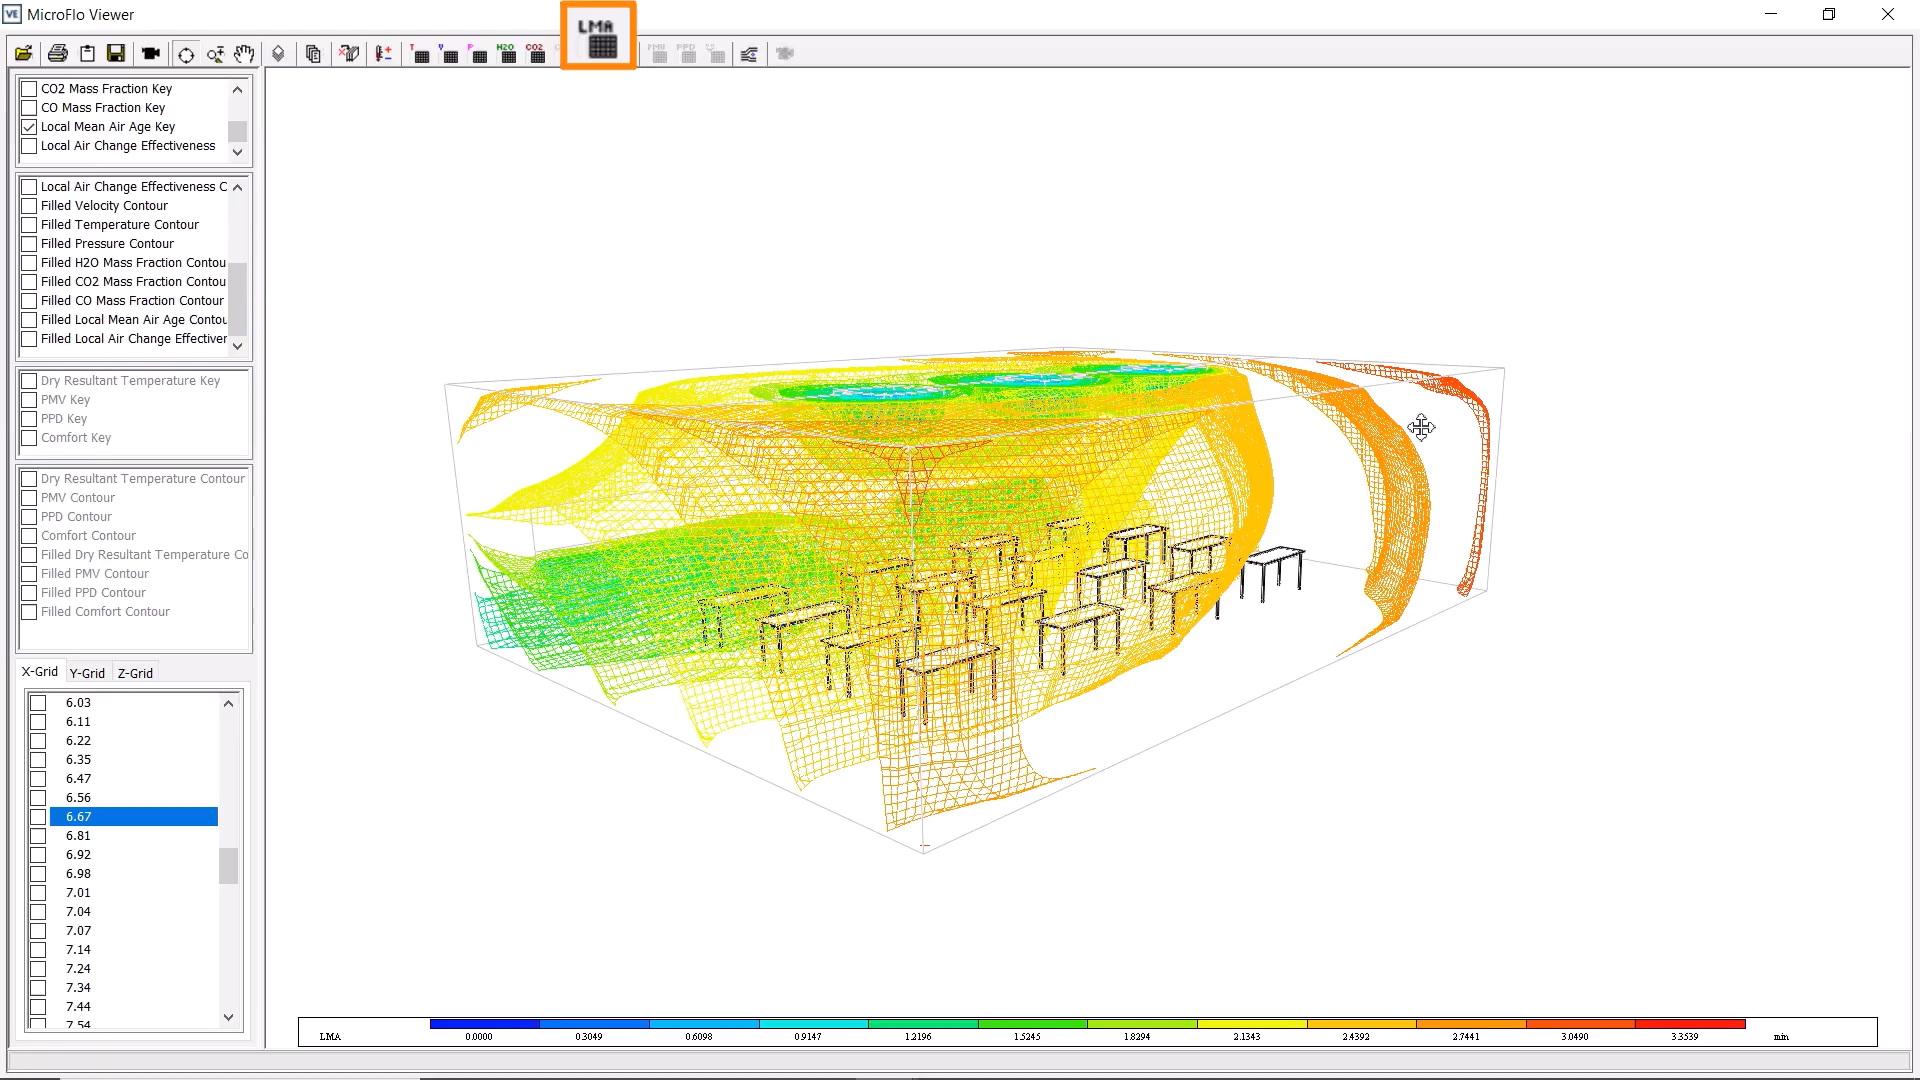 VE MicroFlo Viewer
LMA
T V P H2O CO2 PMU PPD
CO2 Mass Fraction Key
CO Mass Fraction Key
Local Mean Air Age Key
Local Air Change Effectiveness
Local Air Change Effectiveness C
Filled Velocity Contour
Filled Temperature Contour
Filled Pressure Contour
Filled H2O Mass Fraction Contou
Filled CO2 Mass Fraction Contou
Filled CO Mass Fraction Contour
Filled Local Mean Air Age Contou
Filled Local Air Change Effectiver
Dry Resultant Temperature Key
PMV Key
PPD Key
Comfort Key
Dry Resultant Temperature Contour
PMV Contour
PPD Contour
Comfort Contour
Filled Dry Resultant Temperature Co
Filled PMV Contour
Filled PPD Contour
Filled Comfort Contour
X-Grid Y-Grid Z-Grid
6.03
6.11
6.22
6.35
6.47
6.56
6.67
6.81
6.92
6.98
7.01
7.04
7.07
7.14
7.24
7.34
7.44
7.54
LMA 0.0000 0.3049 0.6098 0.9147 1.2196 1.5245 1.8294 2.1343 2.4392 2.7441 3.0490 3.3539 min